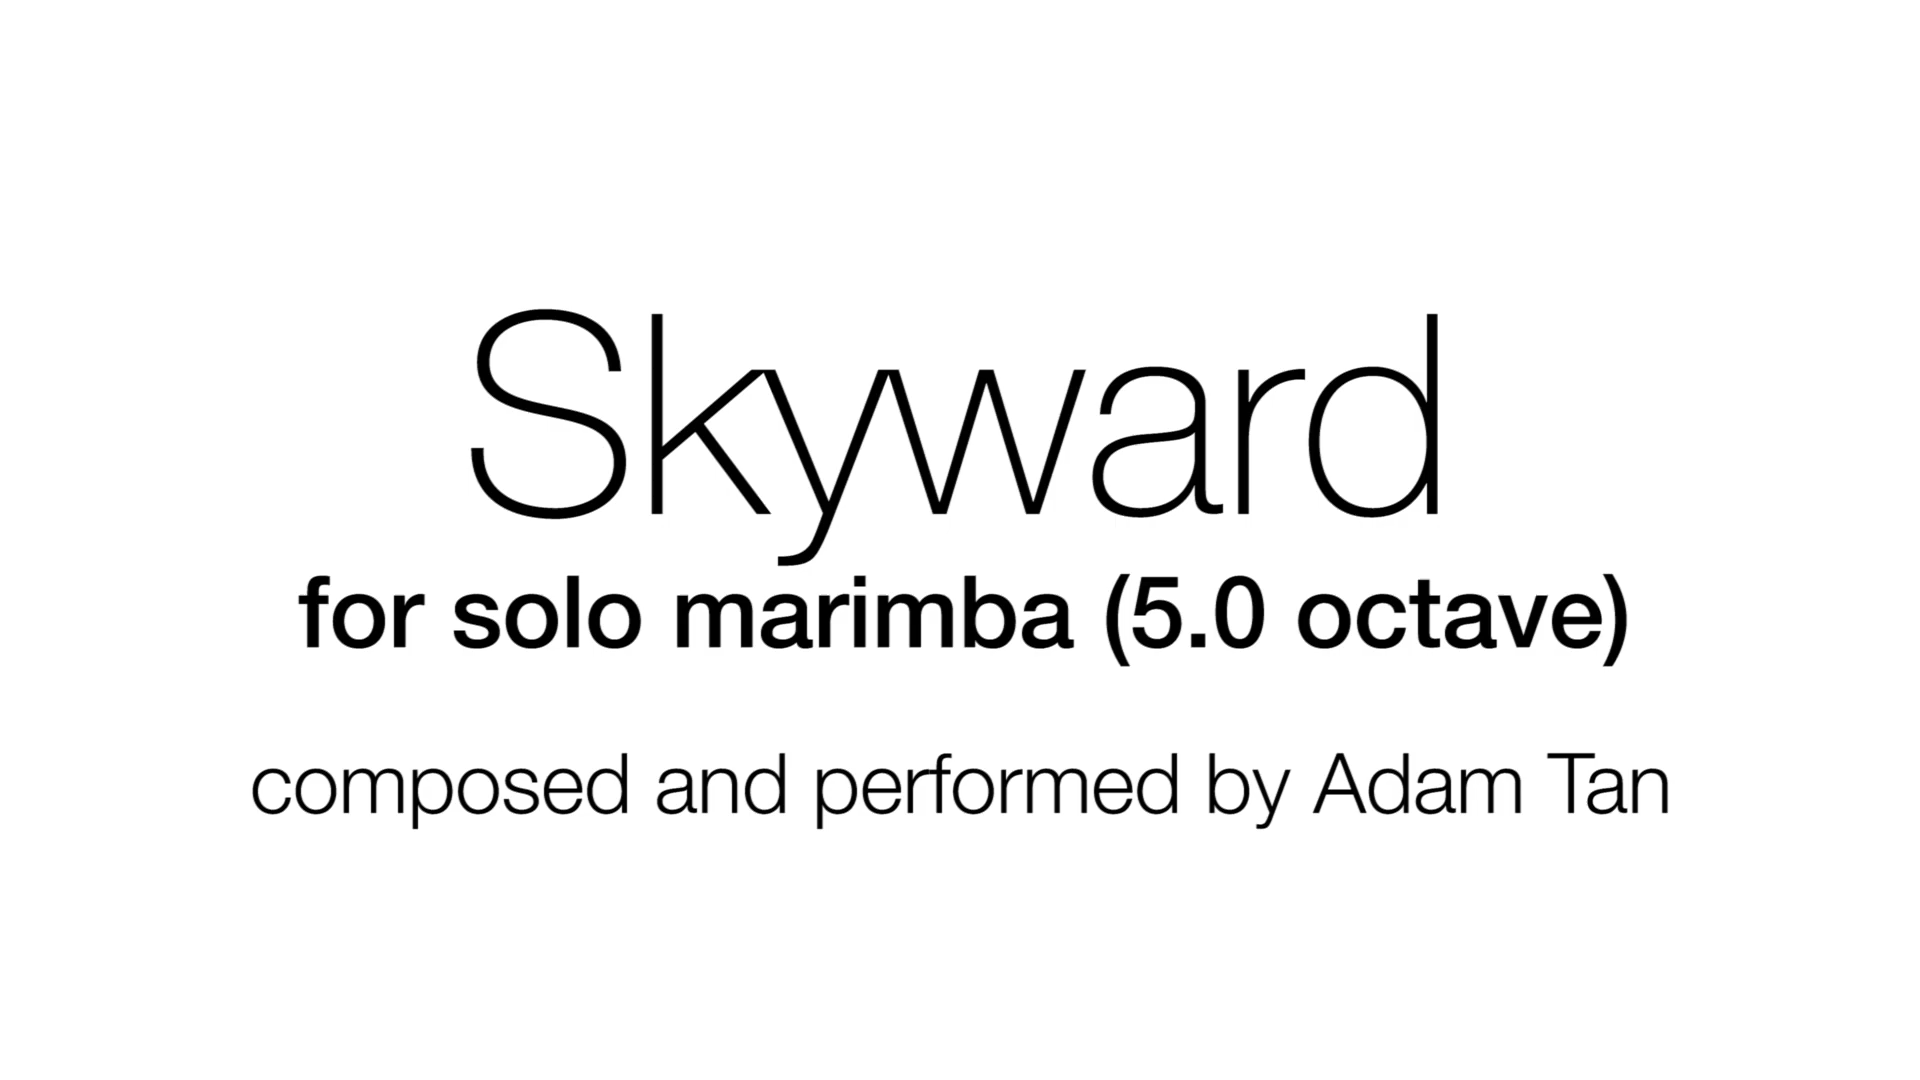 Skyward
for solo marimba (5.0 octave)
composed and performed by Adam Tan